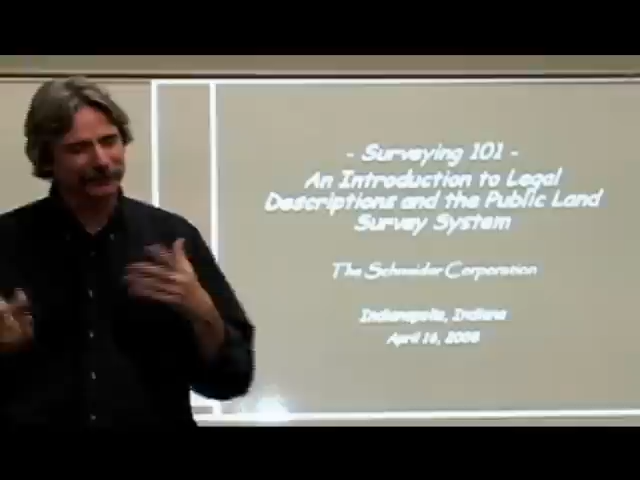 - Surveying 101 -
An Introduction to Legal
Descriptions and the Public Land
Survey System
The Schneider Corporation
Indianapolis, Indiana
April 16, 2008